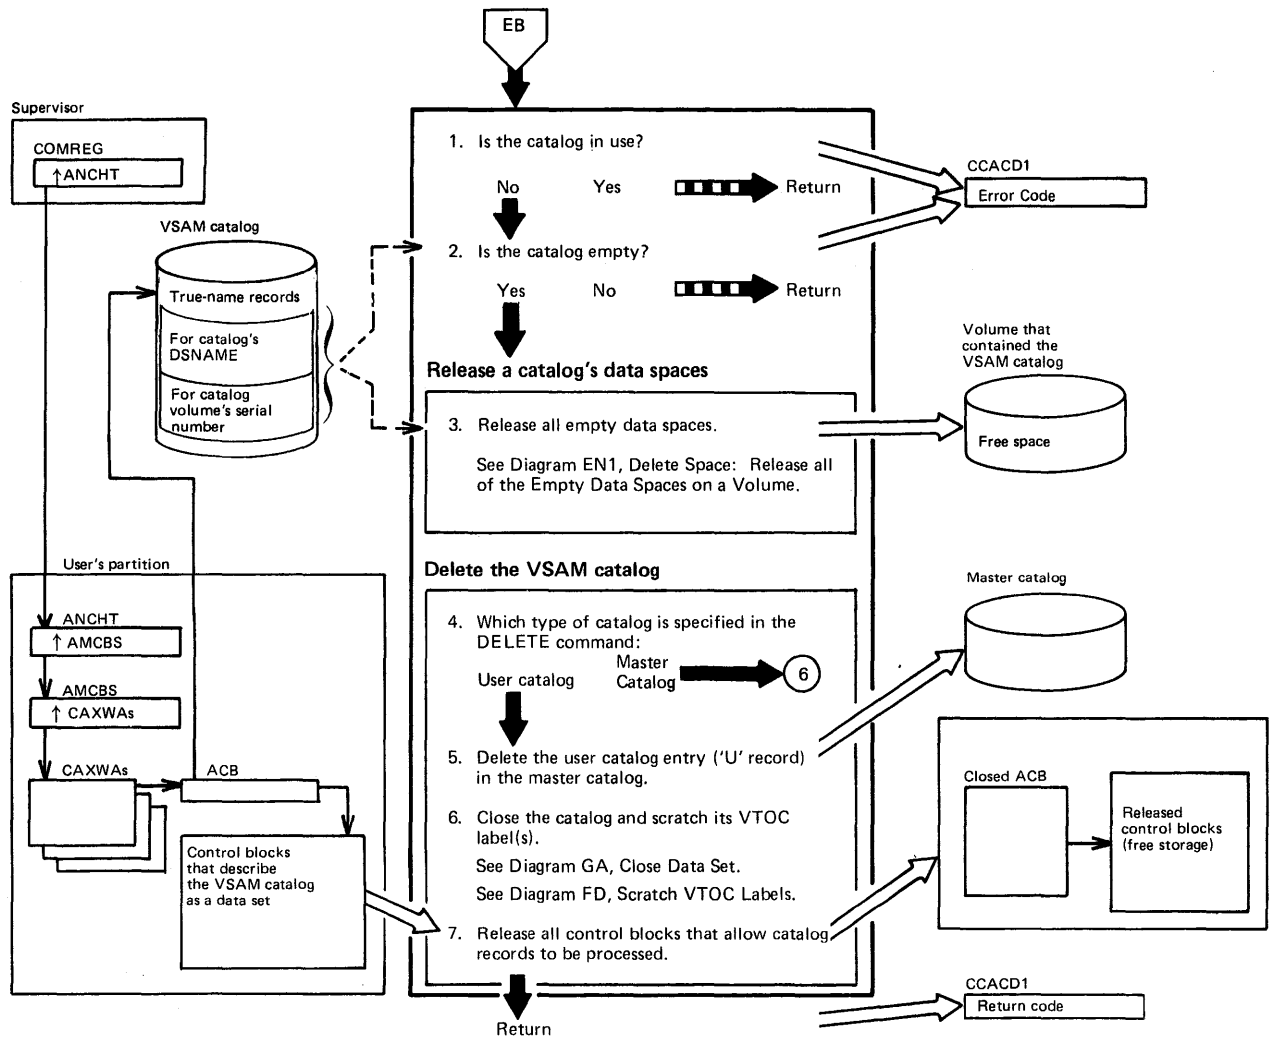 EB
Supervisor
COMREG
↑ANCHT
VSAM catalog
True-name records
For catalog's
DSNAME
For catalog
volume's serial
number
User's partition
ANCHT
↑ AMCBS
AMCBS
↑ CAXWAs
CAXWAs
ACB
Control blocks
that describe
the VSAM catalog
as a data set
1. Is the catalog in use?
No Yes Return
2. Is the catalog empty?
Yes No Return
Release a catalog's data spaces
3. Release all empty data spaces.
See Diagram EN1, Delete Space: Release all
of the Empty Data Spaces on a Volume.
Delete the VSAM catalog
4. Which type of catalog is specified in the
DELETE command:
User catalog
Master
Catalog
6
5. Delete the user catalog entry ('U' record)
in the master catalog.
6. Close the catalog and scratch its VTOC
label(s).
See Diagram GA, Close Data Set.
See Diagram FD, Scratch VTOC Labels.
7. Release all control blocks that allow catalog
records to be processed.
Return
CCACD1
Error Code
Volume that
contained the
VSAM catalog
Free space
Master catalog
Closed ACB
Released
control blocks
(free storage)
CCACD1
Return code